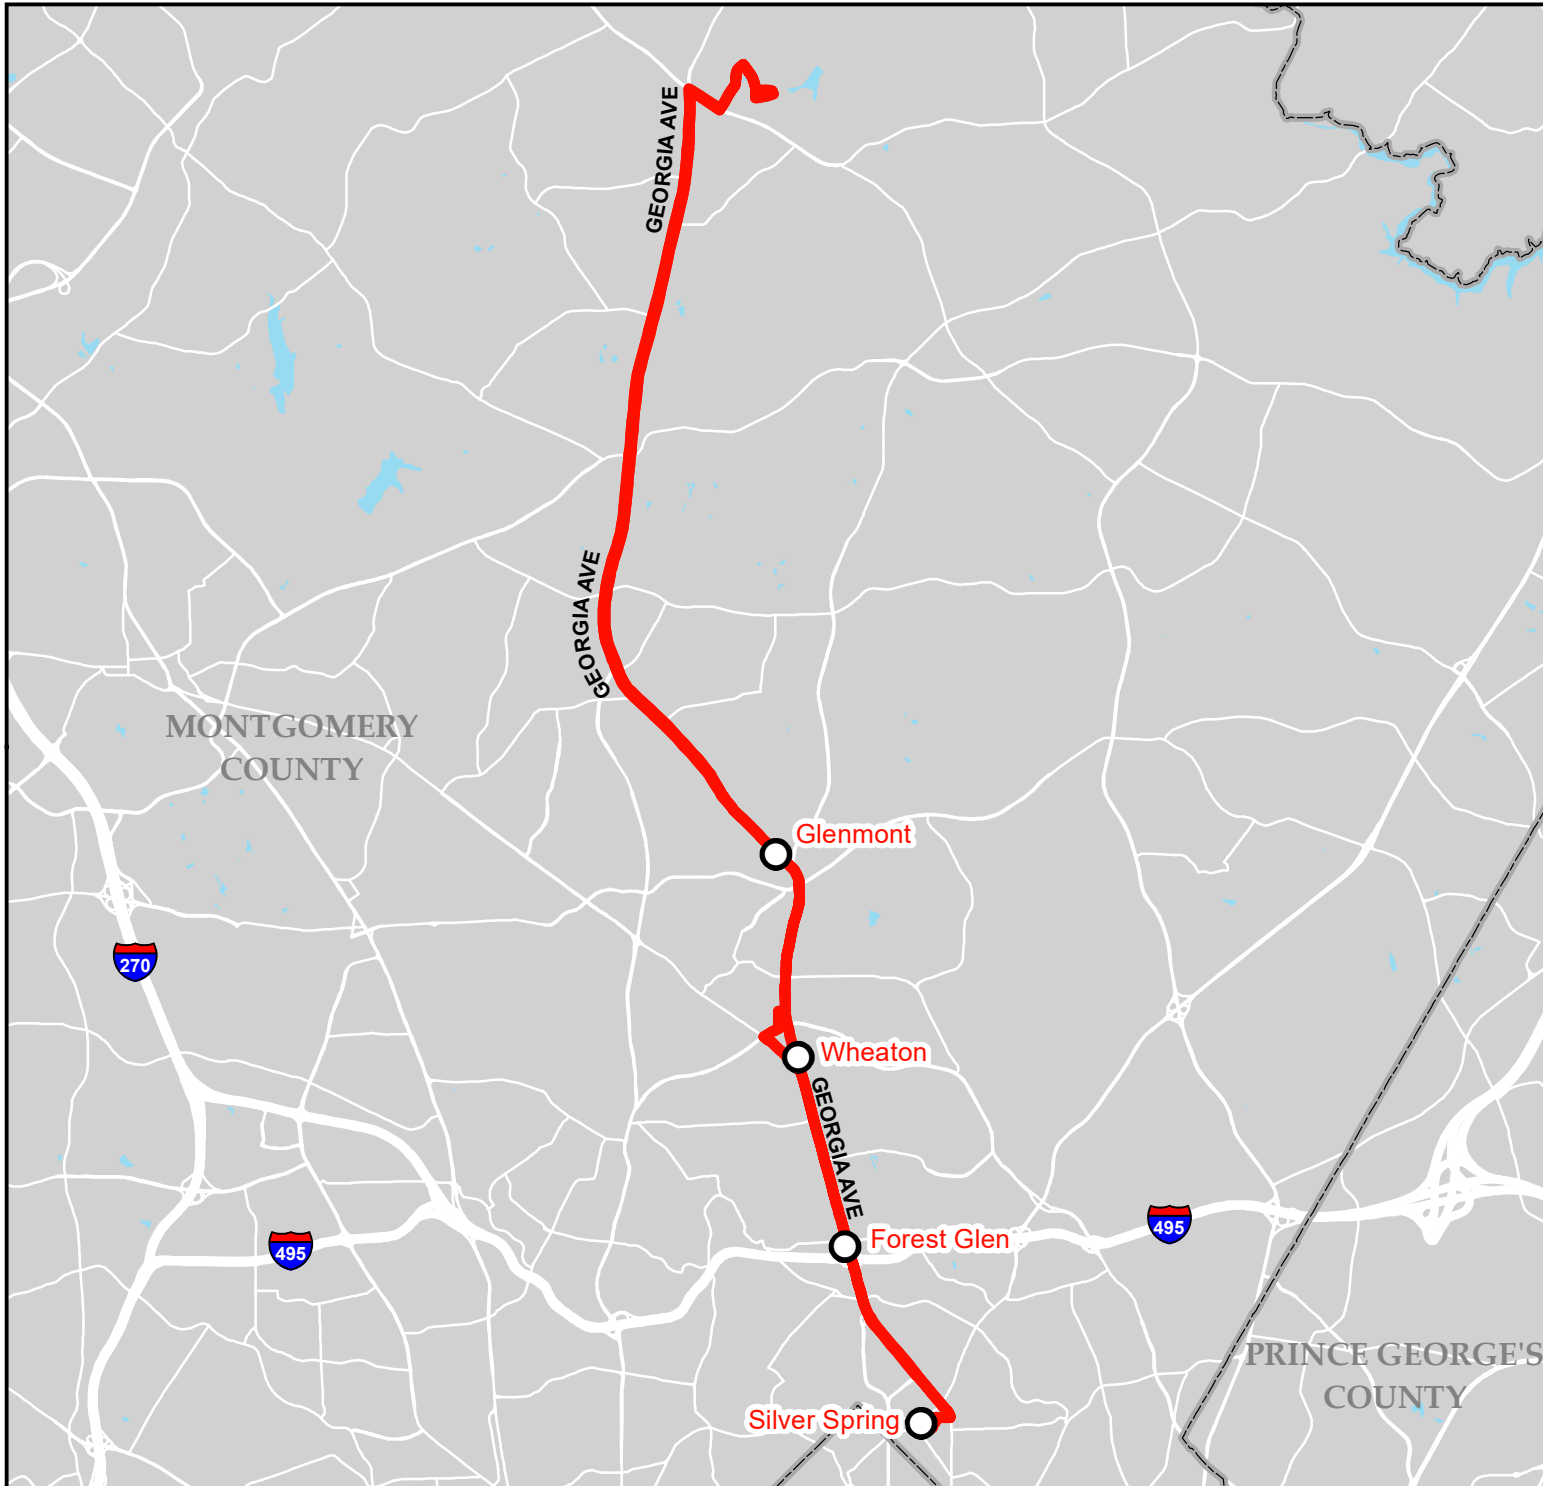 GEORGIA AVE
GEORGIA AVE
MONTGOMERY
COUNTY
Glenmont
270
Wheaton
GEORGIA AVE
495
Forest Glen
495
PRINCE GEORGE'S
COUNTY
Silver Spring